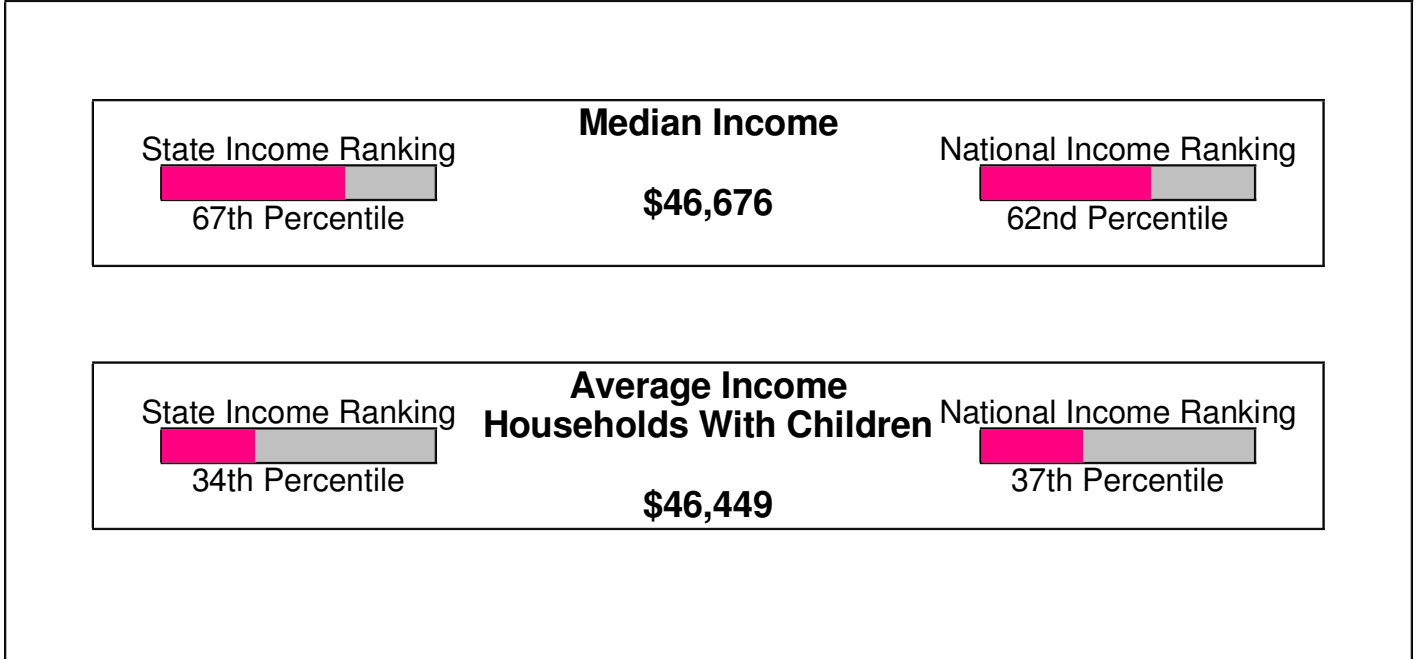 Median Income
State Income Ranking
National Income Ranking
$46,676
67th Percentile
62nd Percentile
Average Income
State Income Ranking
Households With Children
National Income Ranking
34th Percentile
37th Percentile
$46,449